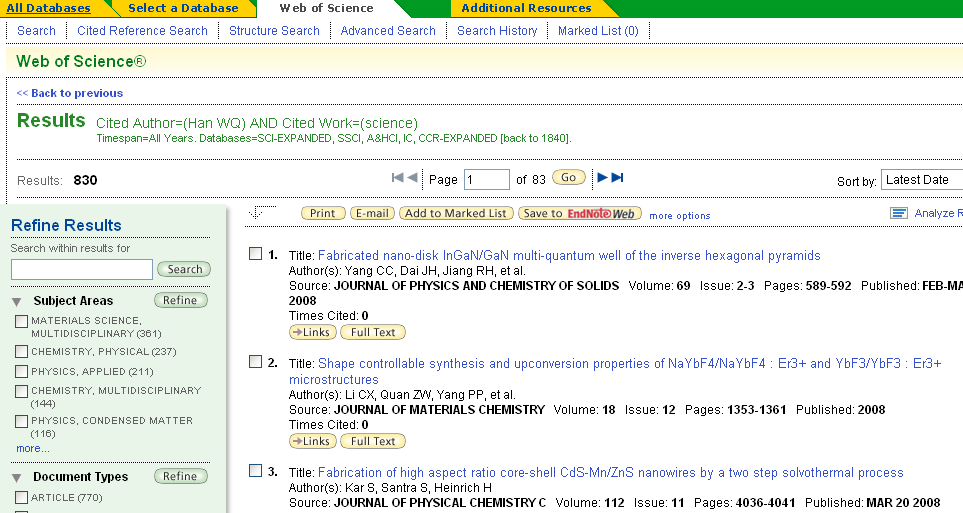 All Databases Select a Database Web of Science Additional Resources
Search Cited Reference Search Structure Search Advanced Search Search History Marked List (0)
Web of Science®
<< Back to previous
Results Cited Author=(Han WQ) AND Cited Work=(science)
Timespan=All Years. Databases=SCI-EXPANDED, SSCI, A&HCI, IC, CCR-EXPANDED [back to 1840].
Results: 830 Page 1 of 83 Go Sort by: Latest Date
Refine Results
Search within results for
Search
Subject Areas Refine
MATERIALS SCIENCE,
MULTIDISCIPLINARY (361)
CHEMISTRY, PHYSICAL (237)
PHYSICS, APPLIED (211)
CHEMISTRY, MULTIDISCIPLINARY
(144)
PHYSICS, CONDENSED MATTER
(116)
more...
Document Types Refine
ARTICLE (770)
Print E-mail Add to Marked List Save to EndNote Web more options Analyze R
1. Title: Fabricated nano-disk InGaN/GaN multi-quantum well of the inverse hexagonal pyramids
Author(s): Yang CC, Dai JH, Jiang RH, et al.
Source: JOURNAL OF PHYSICS AND CHEMISTRY OF SOLIDS Volume: 69 Issue: 2-3 Pages: 589-592 Published: FEB-MA
2008
Times Cited: 0
Links Full Text
2. Title: Shape controllable synthesis and upconversion properties of NaYbF4/NaYbF4 : Er3+ and YbF3/YbF3 : Er3+
microstructures
Author(s): Li CX, Quan ZW, Yang PP, et al.
Source: JOURNAL OF MATERIALS CHEMISTRY Volume: 18 Issue: 12 Pages: 1353-1361 Published: 2008
Times Cited: 0
Links Full Text
3. Title: Fabrication of high aspect ratio core-shell CdS-Mn/ZnS nanowires by a two step solvothermal process
Author(s): Kar S, Santra S, Heinrich H
Source: JOURNAL OF PHYSICAL CHEMISTRY C Volume: 112 Issue: 11 Pages: 4036-4041 Published: MAR 20 2008